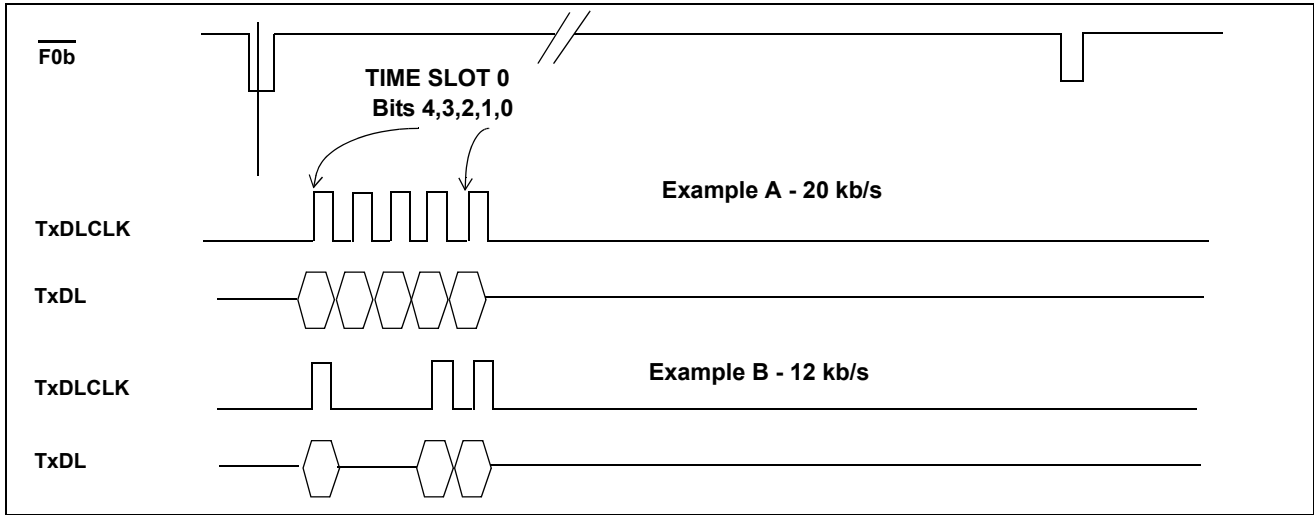 F0b
TIME SLOT 0
Bits 4,3,2,1,0
Example A - 20 kb/s
TxDLCLK
TxDL
Example B - 12 kb/s
TxDLCLK
TxDL